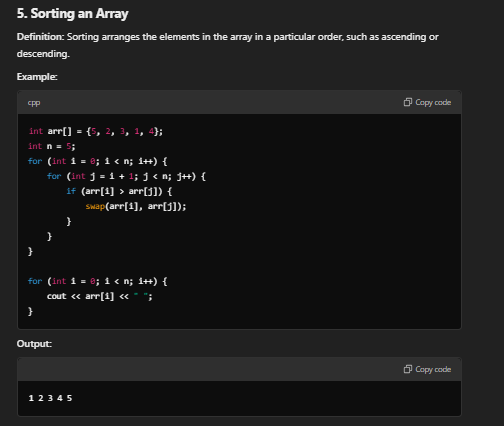 5. Sorting an Array
Definition: Sorting arranges the elements in the array in a particular order, such as ascending or
descending.
Example:
cpp
Copy code
int arr[] = {5, 2, 3, 1, 4};
int n = 5;
for (int i = 0; i < n; i++) {
    for (int j = i + 1; j < n; j++) {
        if (arr[i] > arr[j]) {
            swap(arr[i], arr[j]);
        }
    }
}

for (int i = 0; i < n; i++) {
    cout << arr[i] << " ";
}
Output:
Copy code
1 2 3 4 5